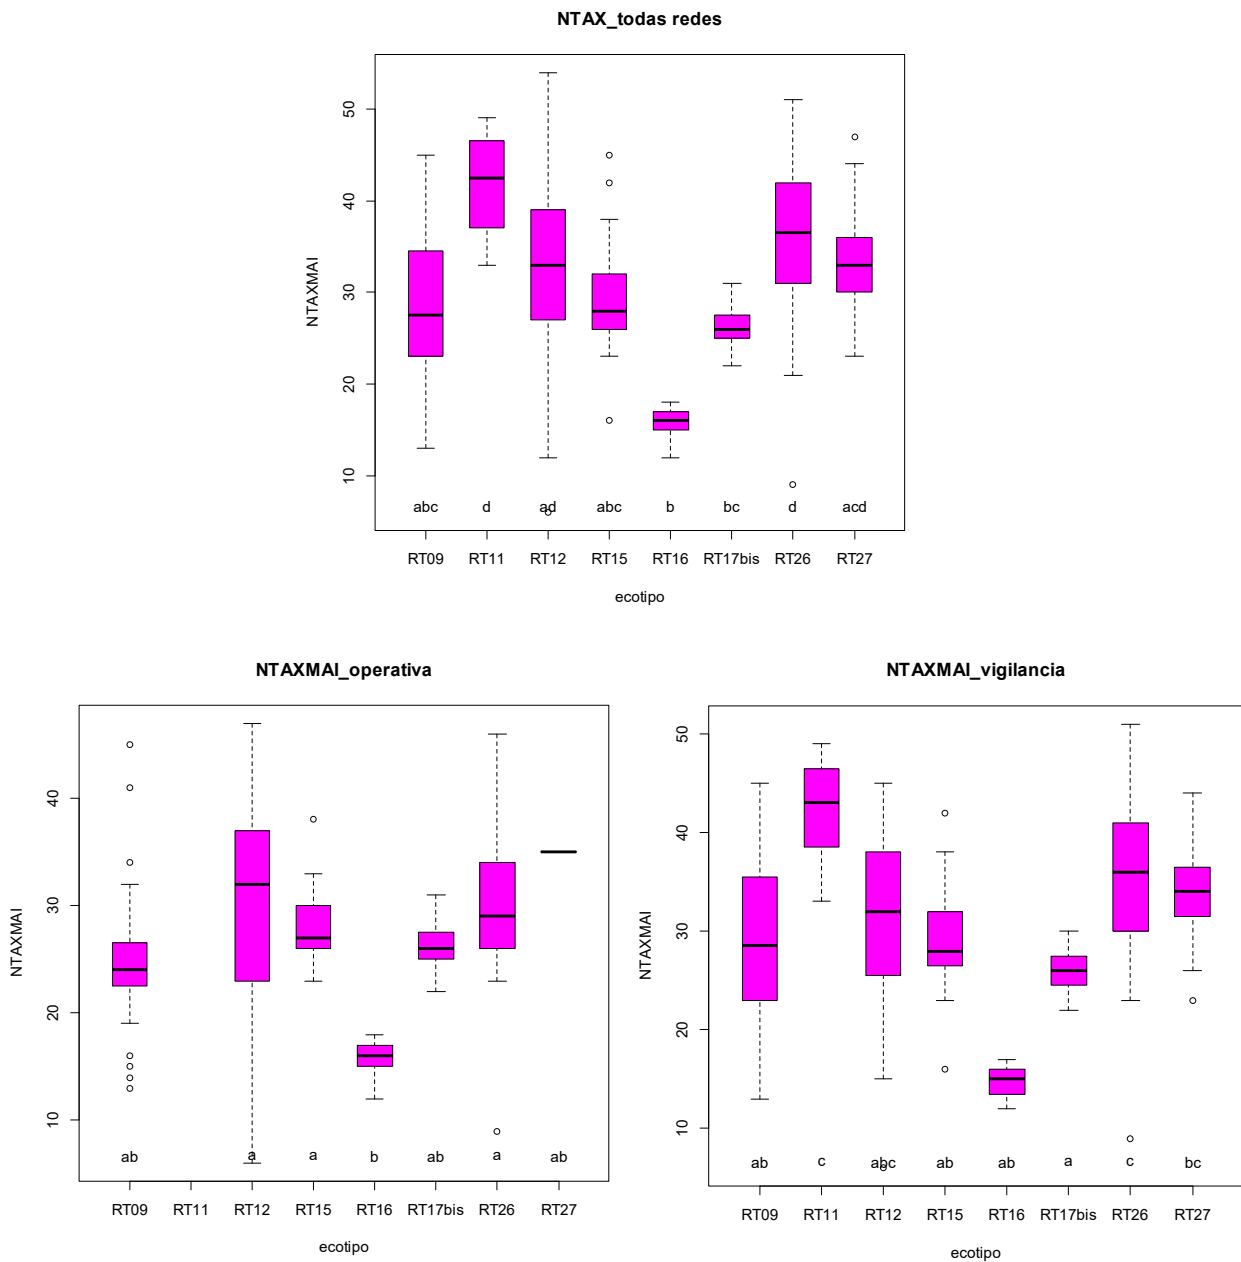 NTAX_todas redes
50
40
30
20
10
NTAXMAI
abc d ad abc b bc d acd
RT09 RT11 RT12 RT15 RT16 RT17bis RT26 RT27
ecotipo
NTAXMAI_operativa
40
30
20
10
NTAXMAI
ab a a b ab a ab
RT09 RT11 RT12 RT15 RT16 RT17bis RT26 RT27
ecotipo
NTAXMAI_vigilancia
50
40
30
20
10
NTAXMAI
ab c abc ab ab a c bc
RT09 RT11 RT12 RT15 RT16 RT17bis RT26 RT27
ecotipo